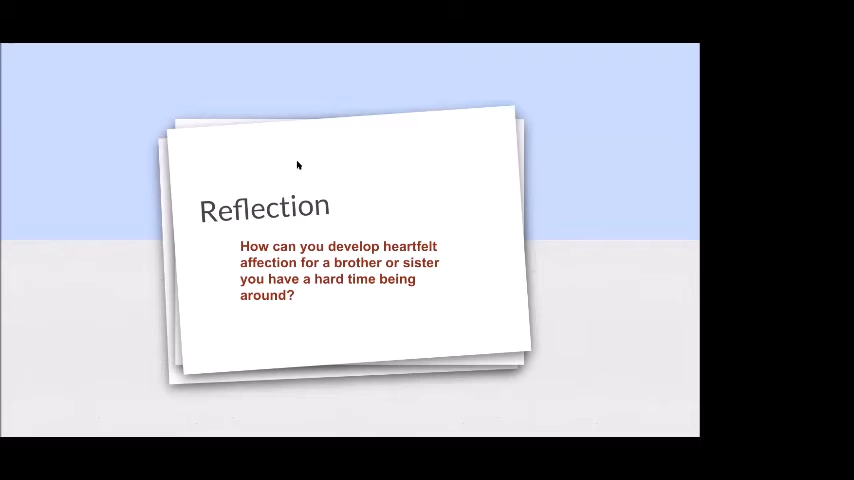 Reflection
How can you develop heartfelt
affection for a brother or sister
you have a hard time being
around?